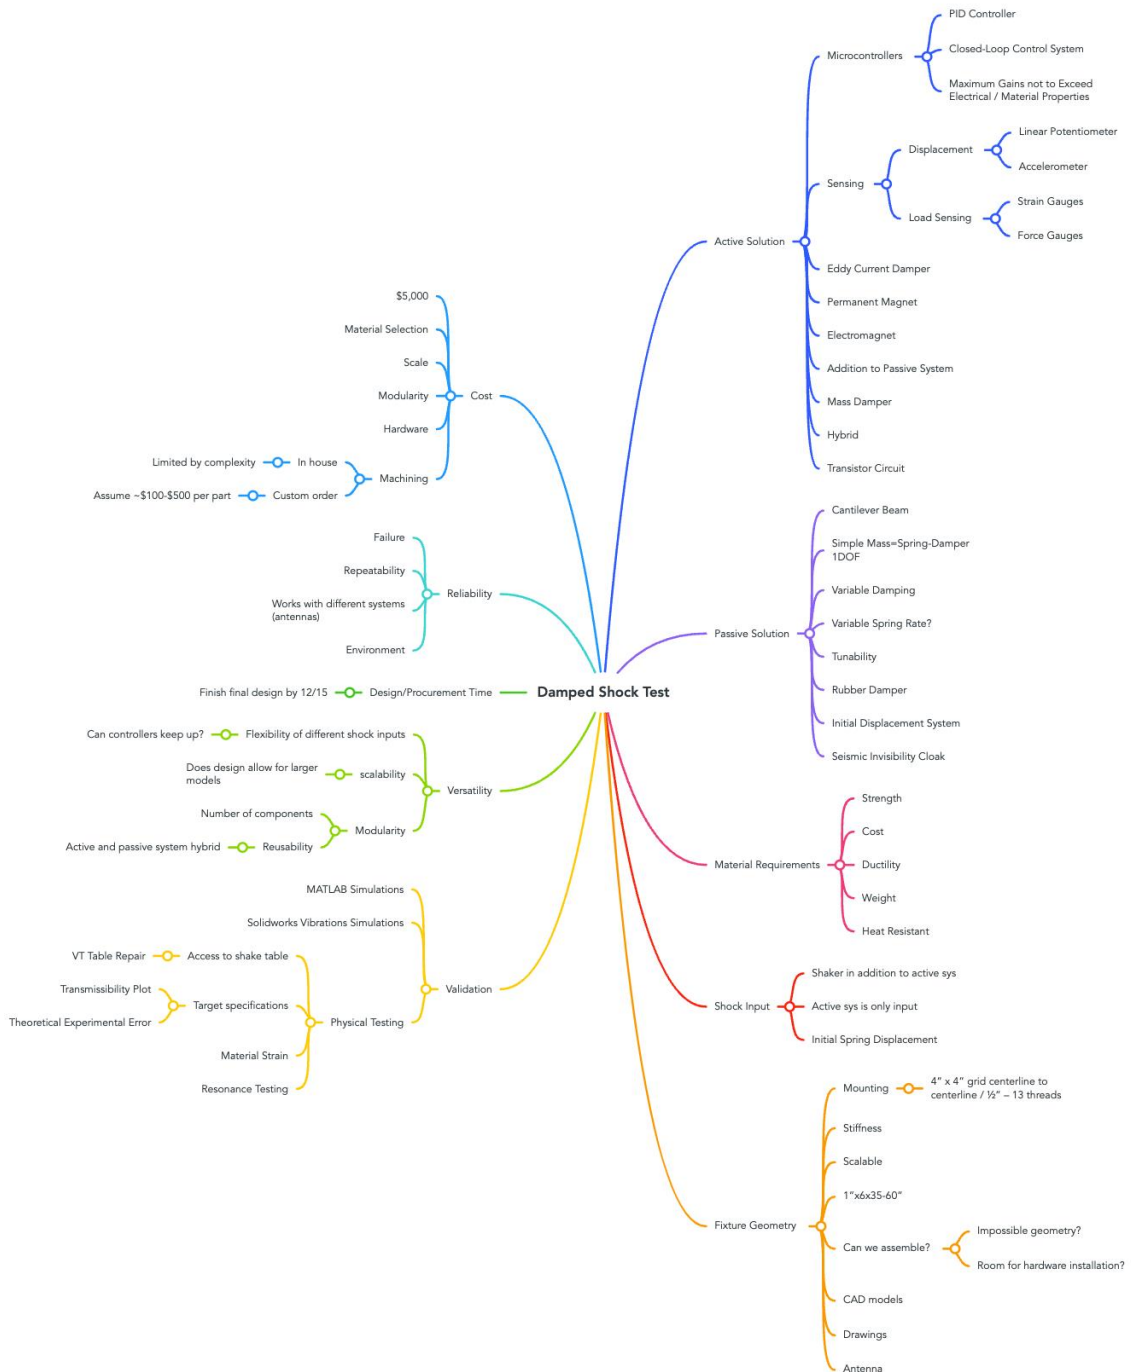 PID Controller
Microcontrollers
Closed-Loop Control System
Maximum Gains not to Exceed
Electrical / Material Properties
Linear Potentiometer
Displacement
Accelerometer
Sensing
Strain Gauges
Load Sensing
Force Gauges
Active Solution
Eddy Current Damper
Permanent Magnet
Electromagnet
Addition to Passive System
Mass Damper
Hybrid
Transistor Circuit
$5,000
Material Selection
Scale
Modularity
Cost
Hardware
Limited by complexity
In house
Machining
Assume ~$100-$500 per part
Custom order
Cantilever Beam
Simple Mass=Spring-Damper
1DOF
Variable Damping
Variable Spring Rate?
Passive Solution
Tunability
Rubber Damper
Initial Displacement System
Seismic Invisibility Cloak
Failure
Repeatability
Reliability
Works with different systems
(antennas)
Environment
Finish final design by 12/15
Design/Procurement Time
Damped Shock Test
Can controllers keep up?
Flexibility of different shock inputs
Does design allow for larger
models
scalability
Versatility
Number of components
Modularity
Active and passive system hybrid
Reusability
Strength
Cost
Material Requirements
Ductility
Weight
Heat Resistant
MATLAB Simulations
Solidworks Vibrations Simulations
VT Table Repair
Access to shake table
Validation
Transmissibility Plot
Target specifications
Theoretical Experimental Error
Physical Testing
Material Strain
Resonance Testing
Shaker in addition to active sys
Shock Input
Active sys is only input
Initial Spring Displacement
Mounting
4” x 4” grid centerline to
centerline / ½” – 13 threads
Stiffness
Scalable
1”x6x35-60”
Fixture Geometry
Can we assemble?
Impossible geometry?
Room for hardware installation?
CAD models
Drawings
Antenna